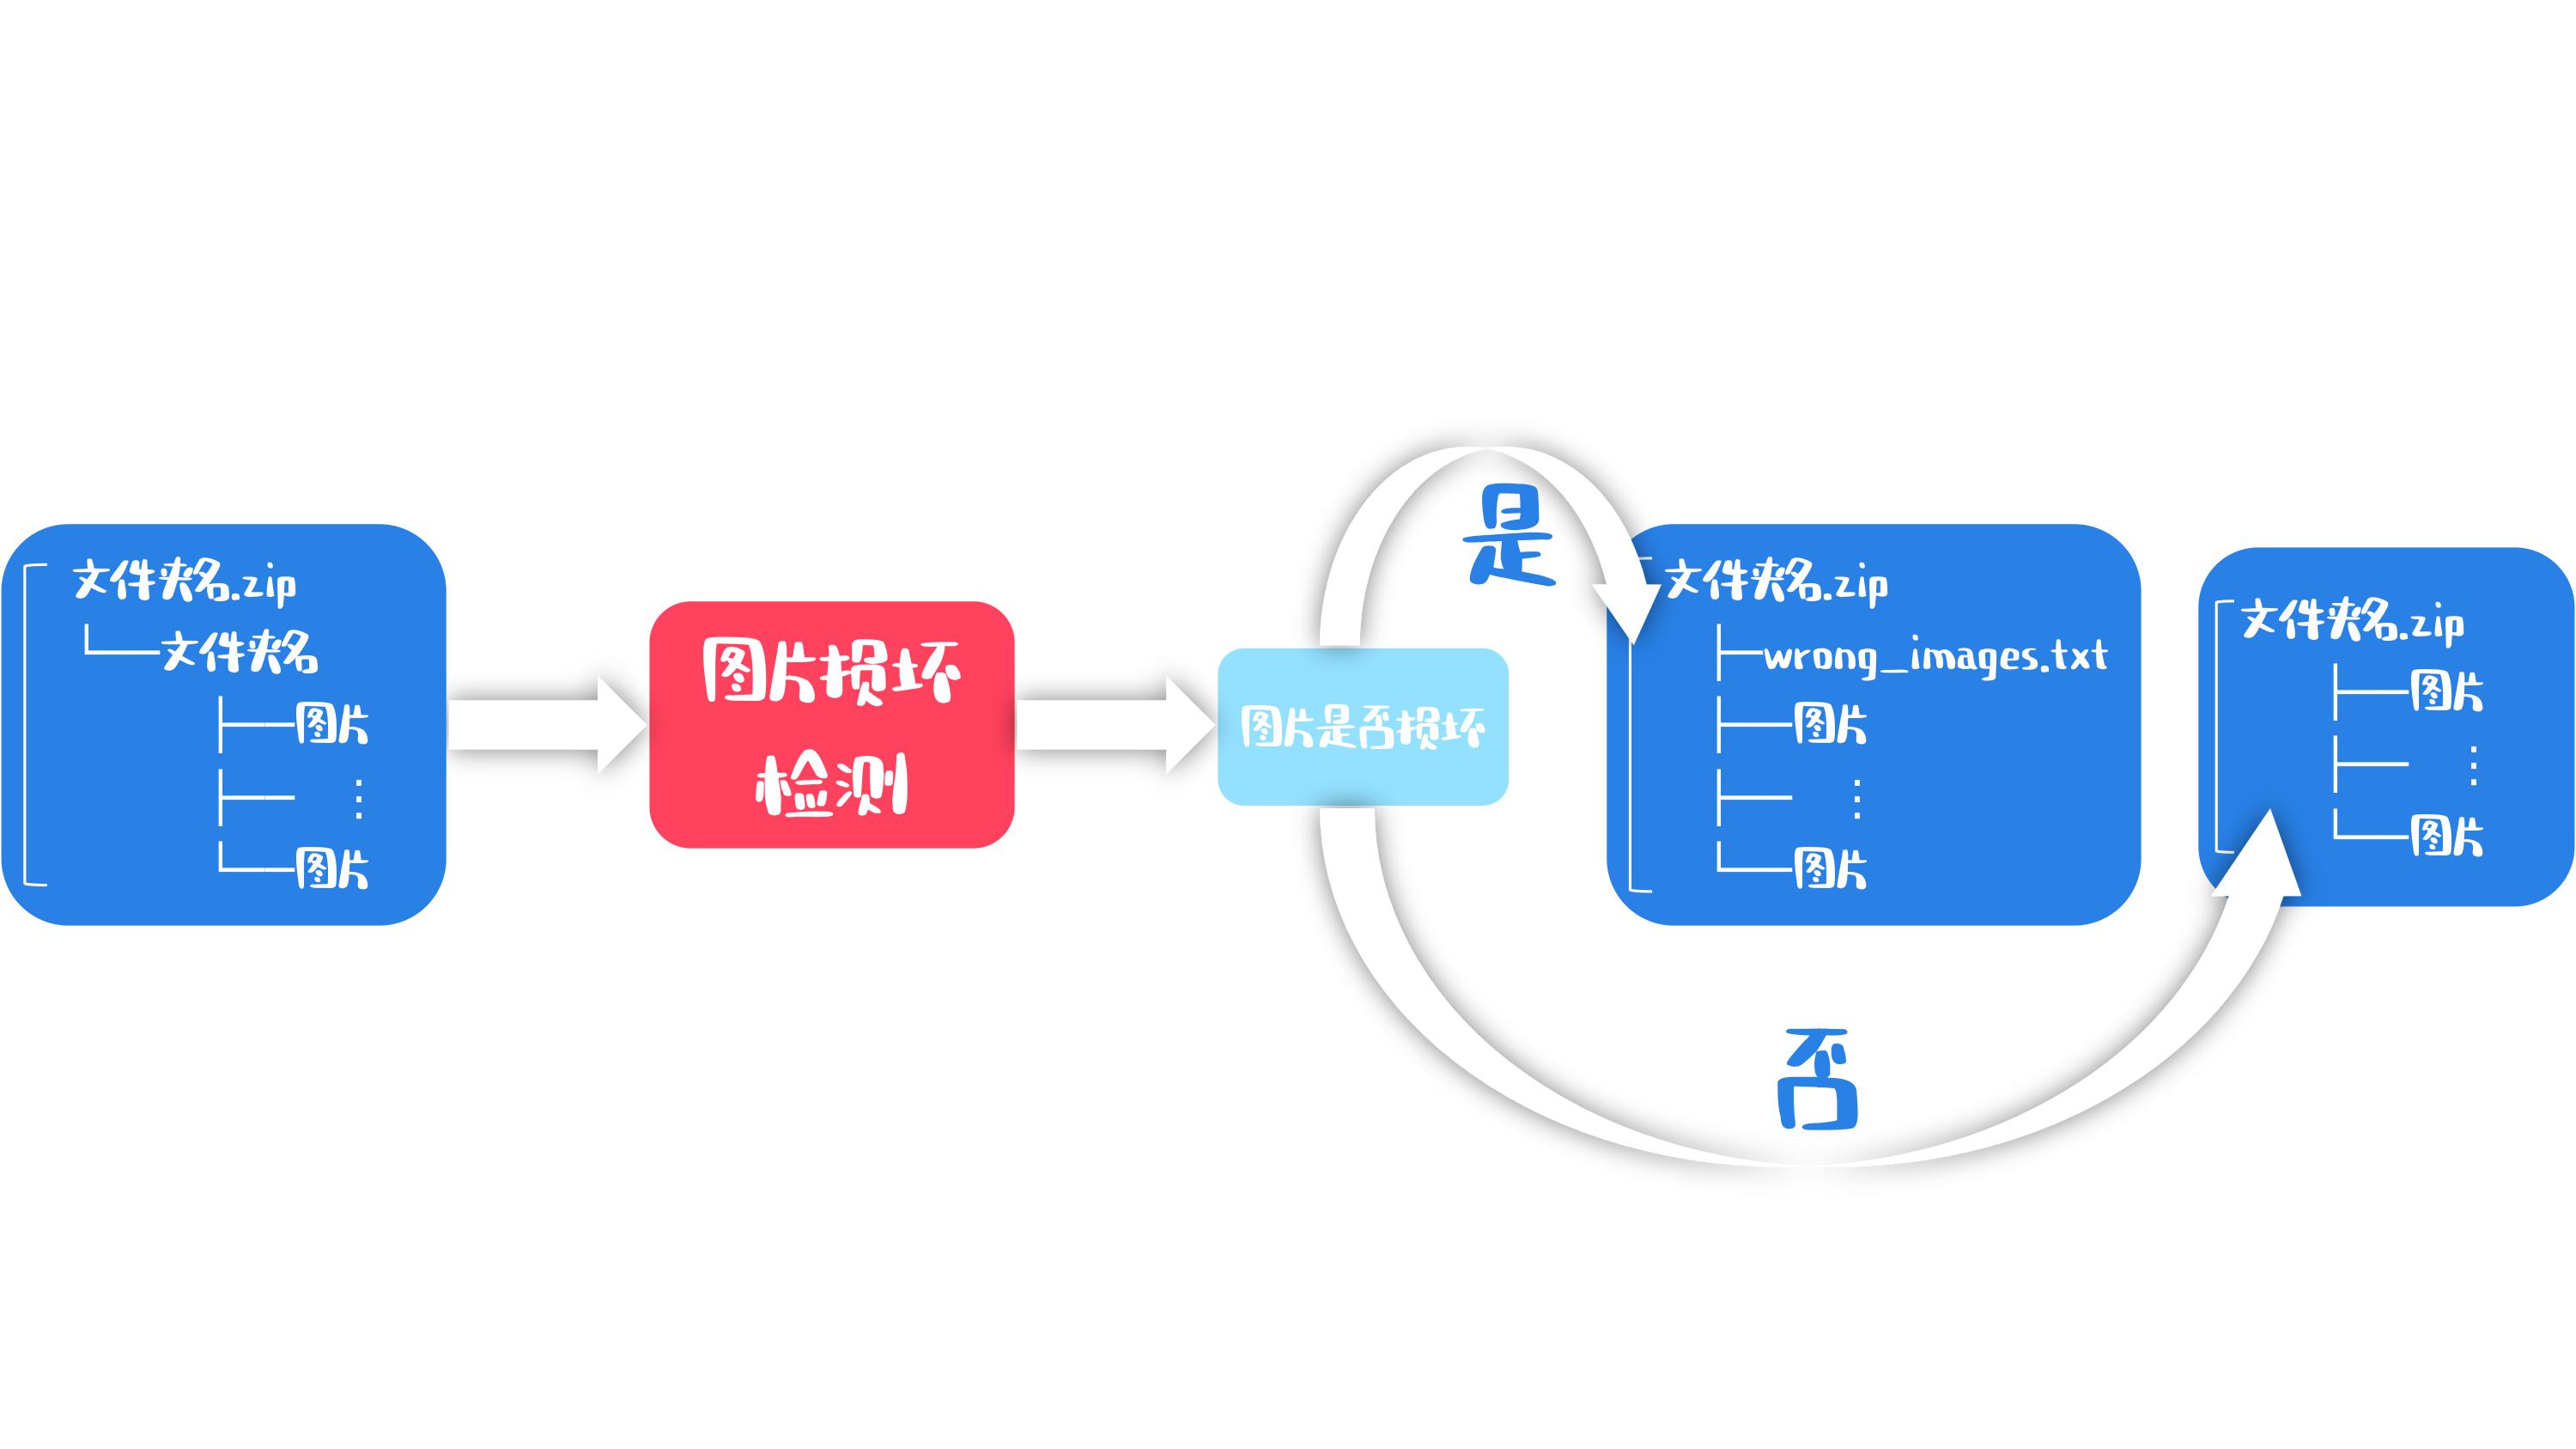 文件夹名.zip
文件夹名
图片
⋮
图片
图片损坏
检测
图片是否损坏
是
否
文件夹名.zip
wrong_images.txt
图片
⋮
图片
文件夹名.zip
图片
⋮
图片